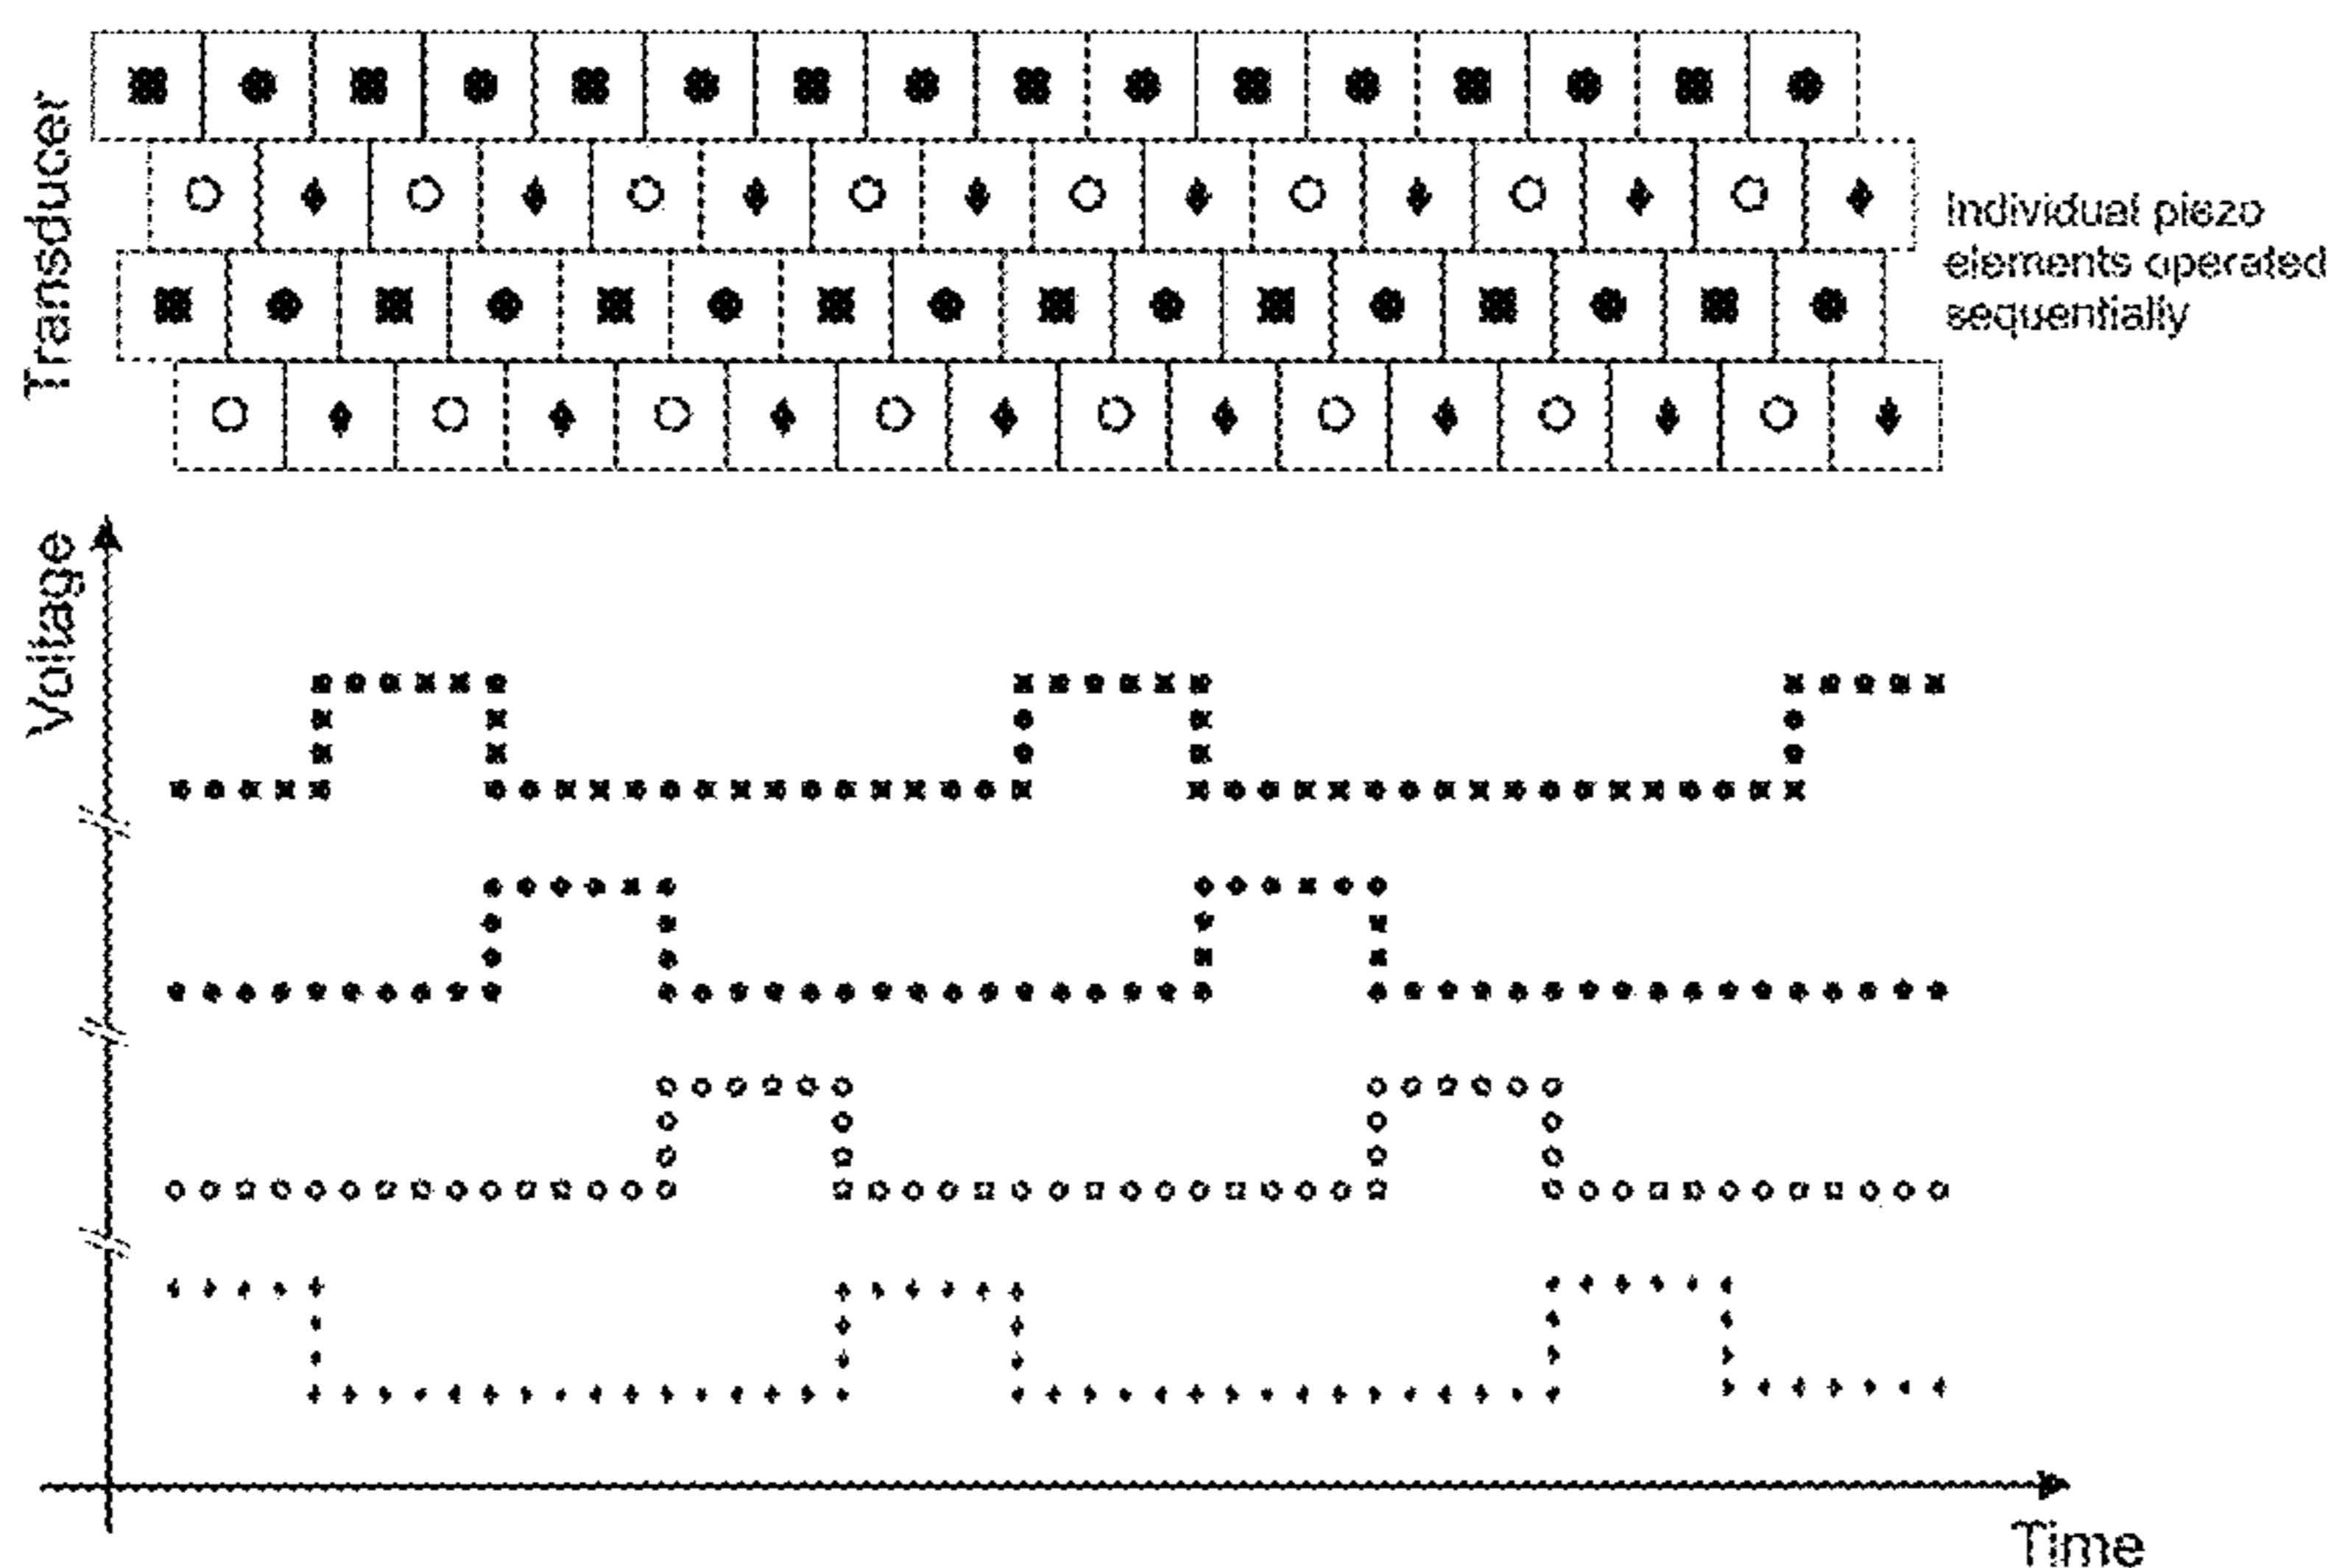 Transducer
Individual piezo
elements operated
sequentially
Voltage
Time